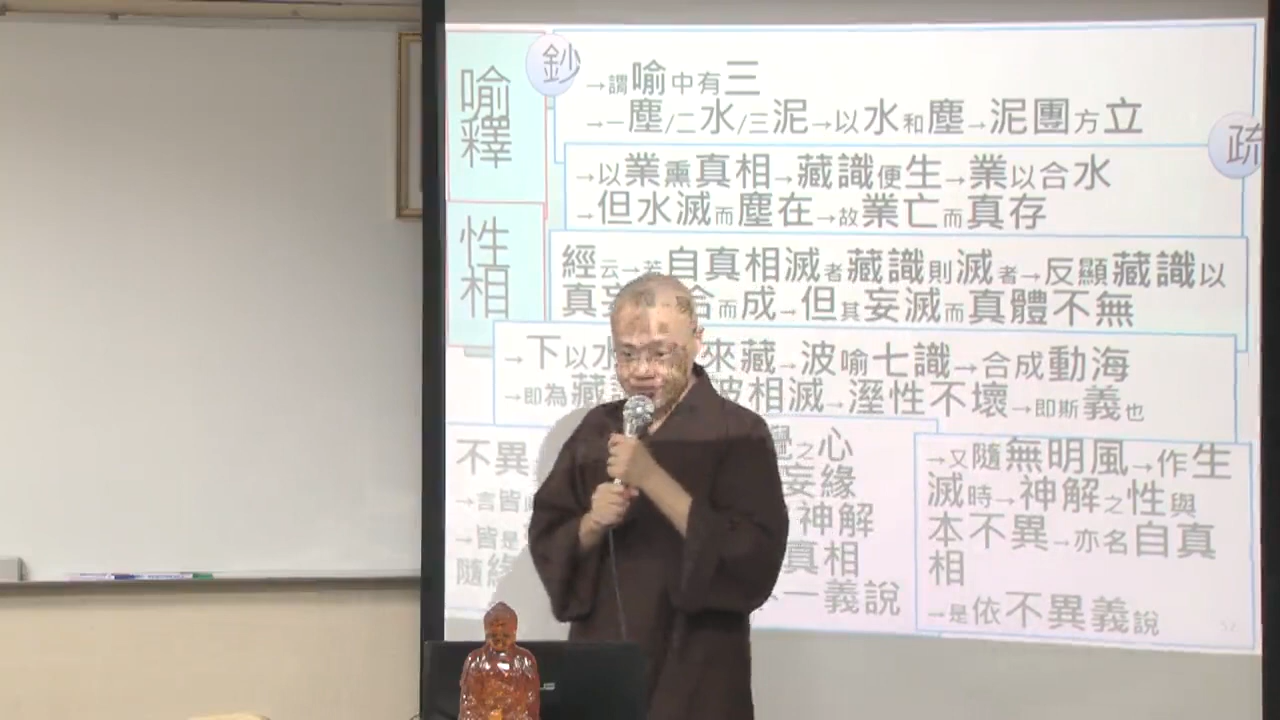 喻釋
鈔
→謂喻中有三
→一塵/二水/三泥→以水和塵→泥團方立
疏
→以業熏真相→藏識便生→業以合水
→但水滅而塵在→故業亡而真存
性相
經云→若自真相滅者藏識則滅者→反顯藏識以
真妄 合而成→但其妄滅而真體不無
→下以水 來藏→波喻七識→合成動海
→即為藏 波相滅→溼性不壞→即斯義也
不異
→言皆
→皆是
隨緣
覺之心
妄緣
神解
真相
一義說
→又隨無明風→作生
滅時→神解之性與
本不異→亦名自真
相
→是依不異義說